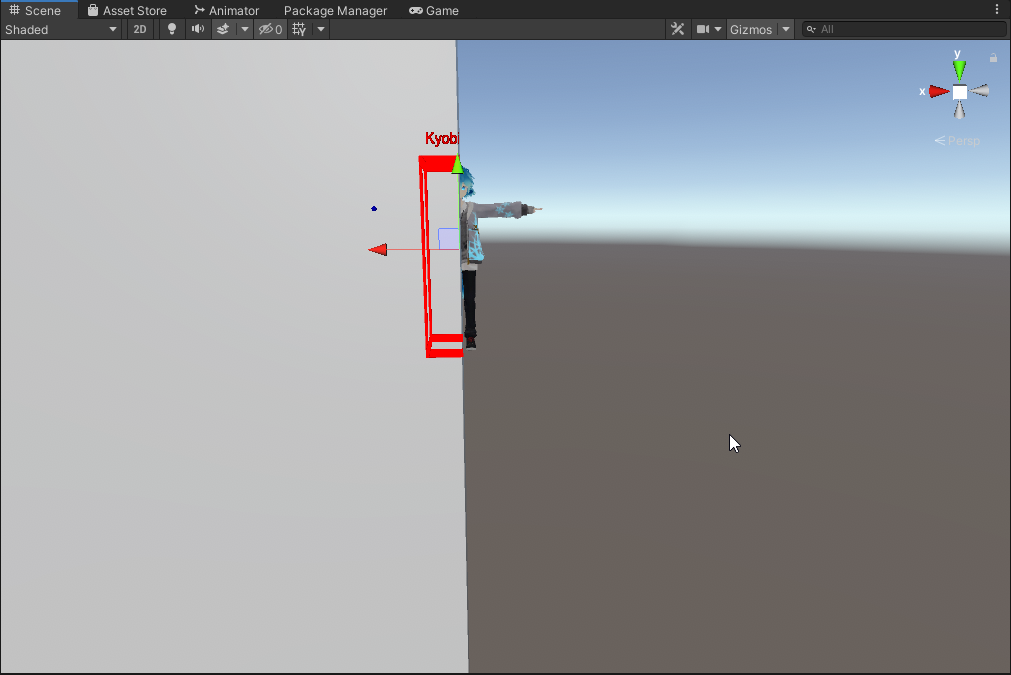 Scene Asset Store Animator Package Manager Game
Shaded 2D 0 Gizmos All
y
x
Persp
Kyobi